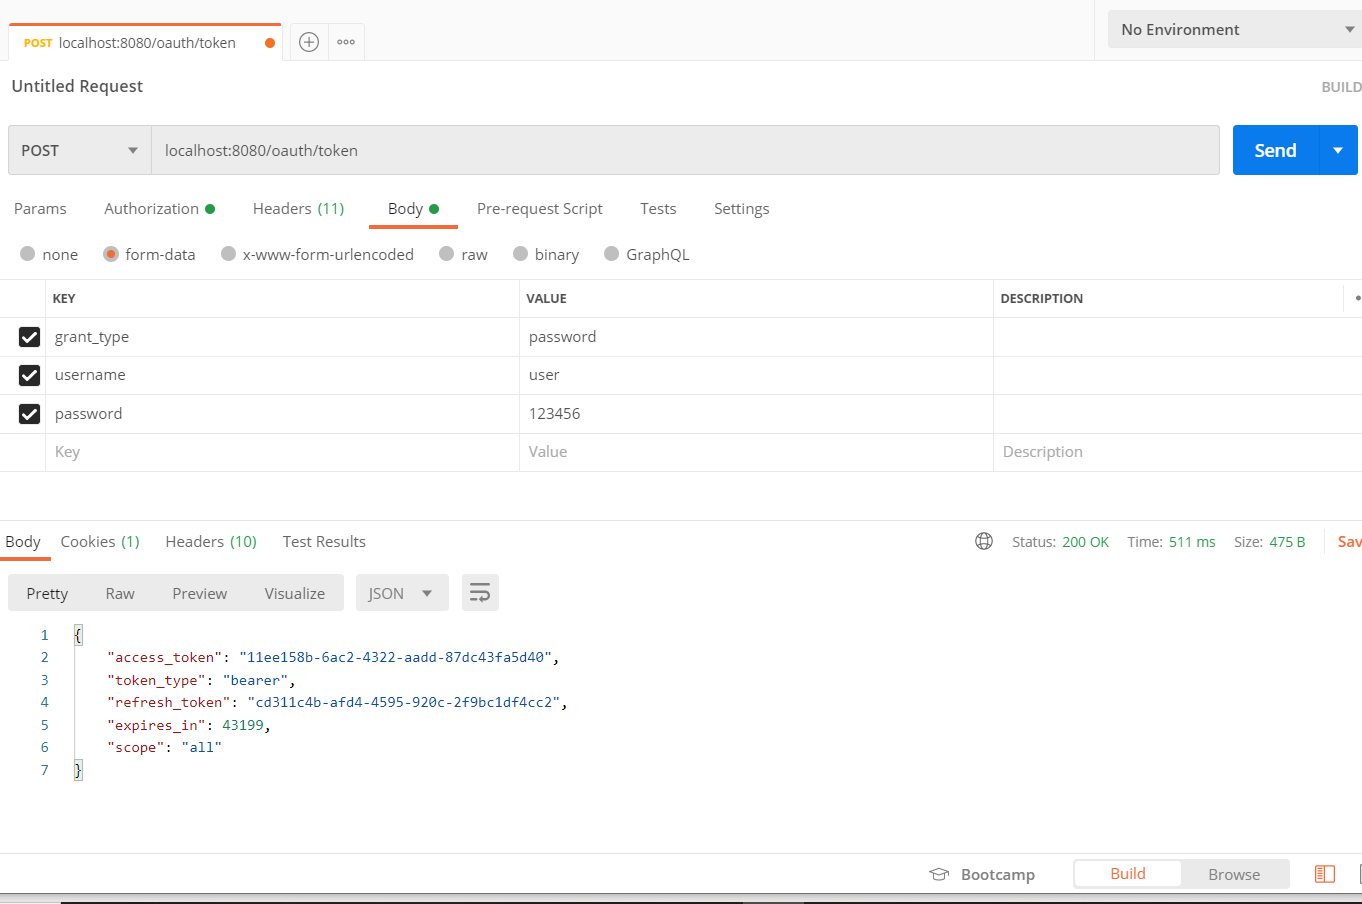 POST localhost:8080/oauth/token
No Environment
Untitled Request
BUILD
POST localhost:8080/oauth/token Send
Params Authorization Headers (11) Body Pre-request Script Tests Settings
none form-data x-www-form-urlencoded raw binary GraphQL
KEY VALUE DESCRIPTION
grant_type password
username user
password 123456
Key Value Description
Body Cookies (1) Headers (10) Test Results Status: 200 OK Time: 511 ms Size: 475 B Sav
Pretty Raw Preview Visualize JSON
1 {
2 "access_token": "11ee158b-6ac2-4322-aadd-87dc43fa5d40",
3 "token_type": "bearer",
4 "refresh_token": "cd311c4b-afd4-4595-920c-2f9bc1df4cc2",
5 "expires_in": 43199,
6 "scope": "all"
7 }
Bootcamp Build Browse